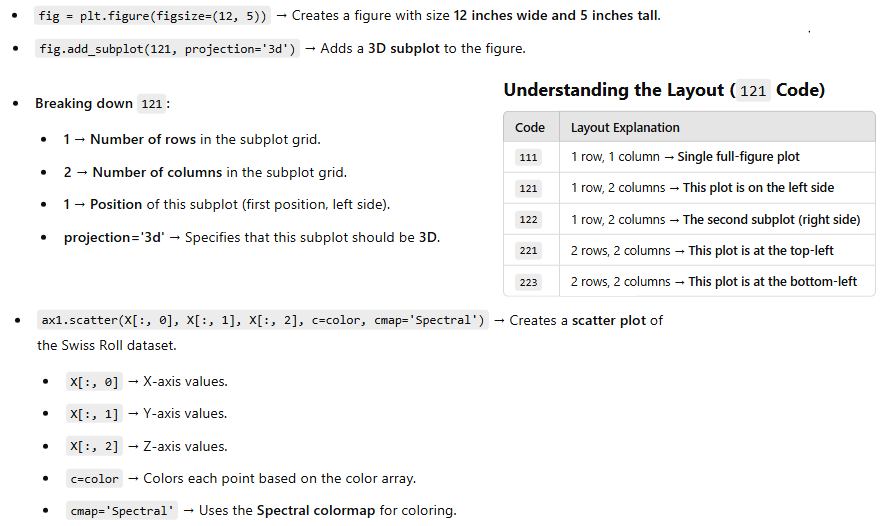 • fig = plt.figure(figsize=(12, 5)) → Creates a figure with size 12 inches wide and 5 inches tall.
• fig.add_subplot(121, projection='3d') → Adds a 3D subplot to the figure.
• Breaking down 121:
• 1 → Number of rows in the subplot grid.
• 2 → Number of columns in the subplot grid.
• 1 → Position of this subplot (first position, left side).
• projection='3d' → Specifies that this subplot should be 3D.
Understanding the Layout (121 Code)
Code Layout Explanation
111 1 row, 1 column → Single full-figure plot
121 1 row, 2 columns → This plot is on the left side
122 1 row, 2 columns → The second subplot (right side)
221 2 rows, 2 columns → This plot is at the top-left
223 2 rows, 2 columns → This plot is at the bottom-left
• ax1.scatter(X[:, 0], X[:, 1], X[:, 2], c=color, cmap='Spectral') → Creates a scatter plot of
the Swiss Roll dataset.
• X[:, 0] → X-axis values.
• X[:, 1] → Y-axis values.
• X[:, 2] → Z-axis values.
• c=color → Colors each point based on the color array.
• cmap='Spectral' → Uses the Spectral colormap for coloring.